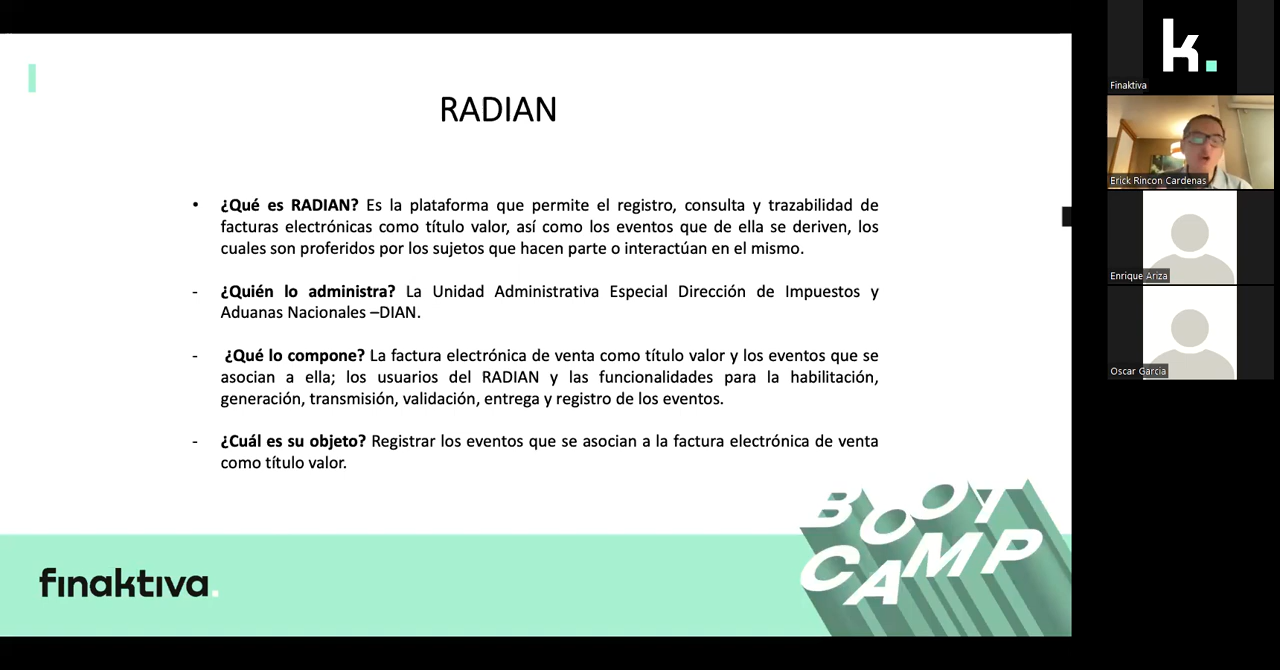 RADIAN
• ¿Qué es RADIAN? Es la plataforma que permite el registro, consulta y trazabilidad de
facturas electrónicas como título valor, así como los eventos que de ella se deriven, los
cuales son proferidos por los sujetos que hacen parte o interactúan en el mismo.
- ¿Quién lo administra? La Unidad Administrativa Especial Dirección de Impuestos y
Aduanas Nacionales –DIAN.
- ¿Qué lo compone? La factura electrónica de venta como título valor y los eventos que se
asocian a ella; los usuarios del RADIAN y las funcionalidades para la habilitación,
generación, transmisión, validación, entrega y registro de los eventos.
- ¿Cuál es su objeto? Registrar los eventos que se asocian a la factura electrónica de venta
como título valor.
finaktiva.
BOOT
CAMP
k.
Finaktiva
Erick Rincon Cardenas
Enrique Ariza
Oscar Garcia